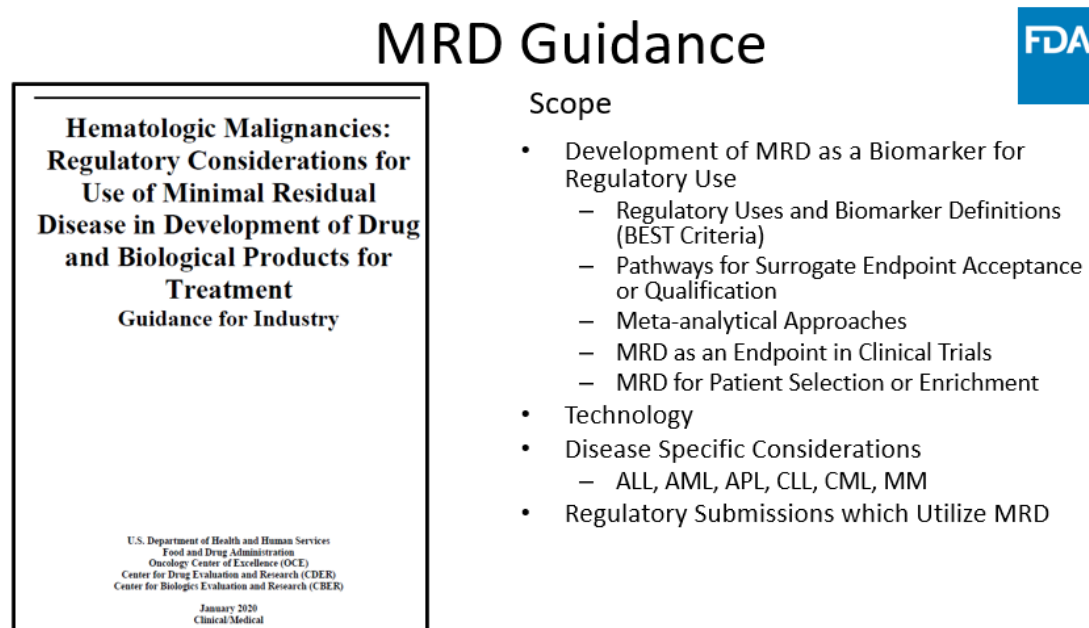 MRD Guidance
FDA
Hematologic Malignancies:
Regulatory Considerations for
Use of Minimal Residual
Disease in Development of Drug
and Biological Products for
Treatment
Guidance for Industry
U.S. Department of Health and Human Services
Food and Drug Administration
Oncology Center of Excellence (OCE)
Center for Drug Evaluation and Research (CDER)
Center for Biologics Evaluation and Research (CBER)
January 2020
Clinical/Medical
Scope
• Development of MRD as a Biomarker for
Regulatory Use
– Regulatory Uses and Biomarker Definitions
(BEST Criteria)
– Pathways for Surrogate Endpoint Acceptance
or Qualification
– Meta-analytical Approaches
– MRD as an Endpoint in Clinical Trials
– MRD for Patient Selection or Enrichment
• Technology
• Disease Specific Considerations
– ALL, AML, APL, CLL, CML, MM
• Regulatory Submissions which Utilize MRD